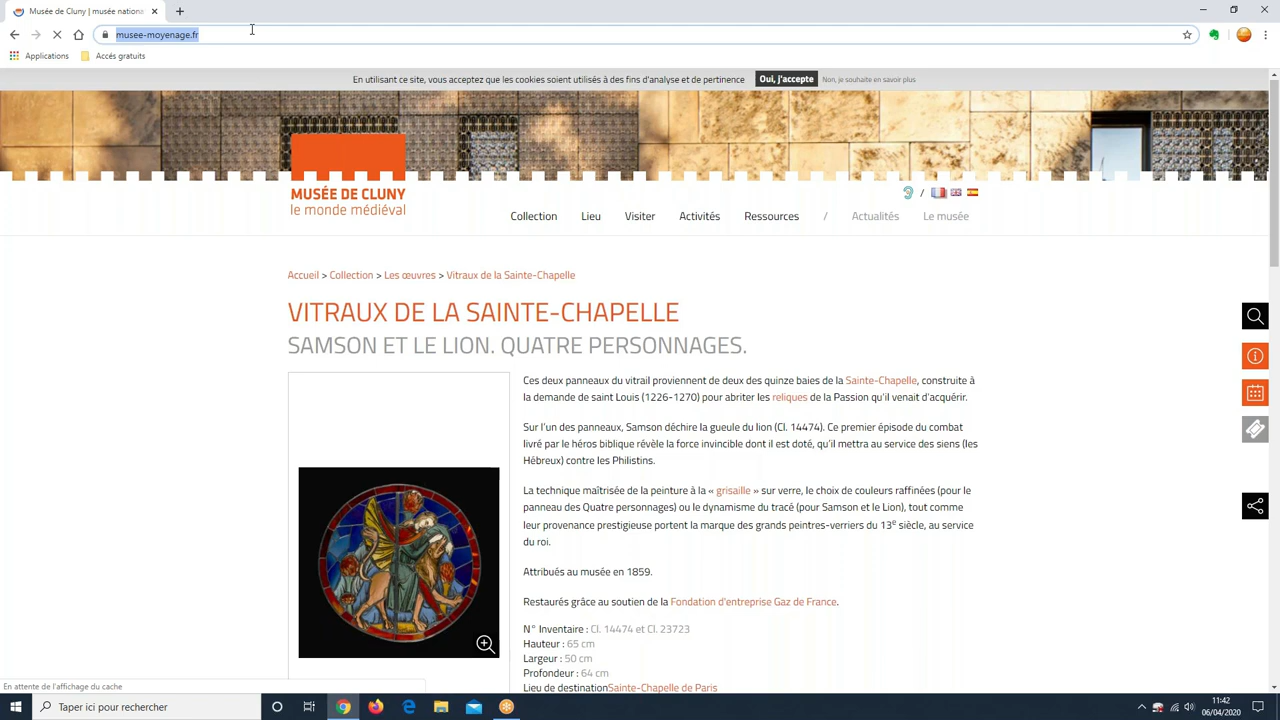 Musée de Cluny | musée nationa
musee-moyenage.fr
Applications
Accés gratuits
En utilisant ce site, vous acceptez que les cookies soient utilisés à des fins d'analyse et de pertinence
Oui, j'accepte
Non, je souhaite en savoir plus
MUSÉE DE CLUNY
le monde médiéval
/
Collection
Lieu
Visiter
Activités
Ressources
/
Actualités
Le musée
Accueil > Collection > Les œuvres > Vitraux de la Sainte-Chapelle
VITRAUX DE LA SAINTE-CHAPELLE
SAMSON ET LE LION. QUATRE PERSONNAGES.
Ces deux panneaux du vitrail proviennent de deux des quinze baies de la Sainte-Chapelle, construite à
la demande de saint Louis (1226-1270) pour abriter les reliques de la Passion qu'il venait d'acquérir.
Sur l'un des panneaux, Samson déchire la gueule du lion (Cl. 14474). Ce premier épisode du combat
livré par le héros biblique révèle la force invincible dont il est doté, qu'il mettra au service des siens (les
Hébreux) contre les Philistins.
La technique maîtrisée de la peinture à la « grisaille » sur verre, le choix de couleurs raffinées (pour le
panneau des Quatre personnages) ou le dynamisme du tracé (pour Samson et le Lion), tout comme
leur provenance prestigieuse portent la marque des grands peintres-verriers du 13e siècle, au service
du roi.
Attribués au musée en 1859.
Restaurés grâce au soutien de la Fondation d'entreprise Gaz de France.
N° Inventaire : Cl. 14474 et Cl. 23723
Hauteur : 65 cm
Largeur : 50 cm
Profondeur : 64 cm
Lieu de destinationSainte-Chapelle de Paris
En attente de l'affichage du cache
Taper ici pour rechercher
11:42
06/04/2020